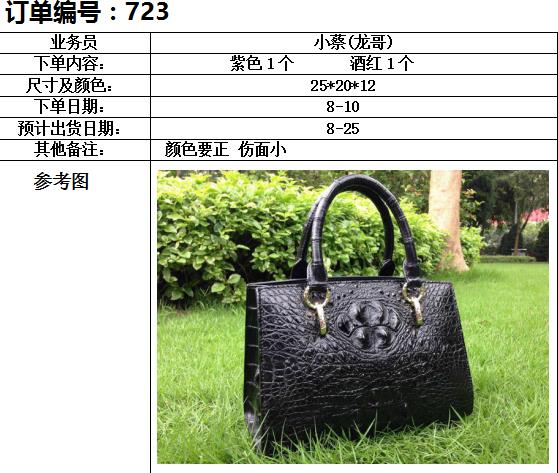 订单编号：723
业务员 小蔡(龙哥)
下单内容： 紫色1个 酒红1个
尺寸及颜色： 25*20*12
下单日期： 8-10
预计出货日期： 8-25
其他备注： 颜色要正 伤面小
参考图